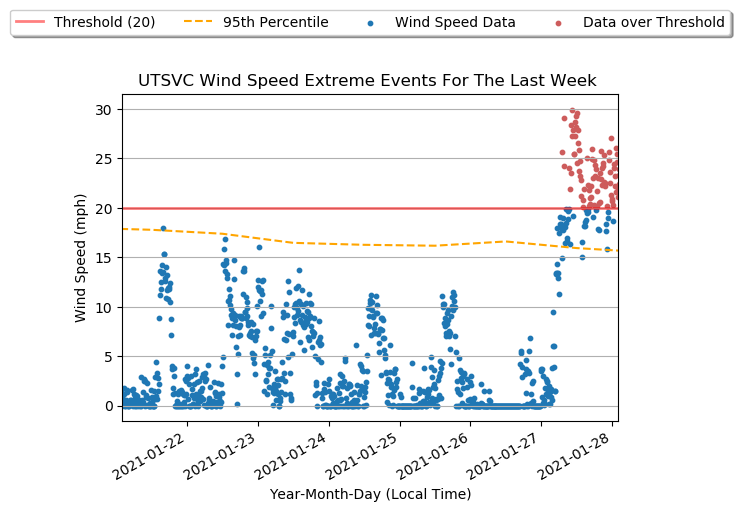 Threshold (20) 95th Percentile Wind Speed Data Data over Threshold
UTSVC Wind Speed Extreme Events For The Last Week
30
25
20
15
10
5
0
Wind Speed (mph)
2021-01-22 2021-01-23 2021-01-24 2021-01-25 2021-01-26 2021-01-27 2021-01-28
Year-Month-Day (Local Time)